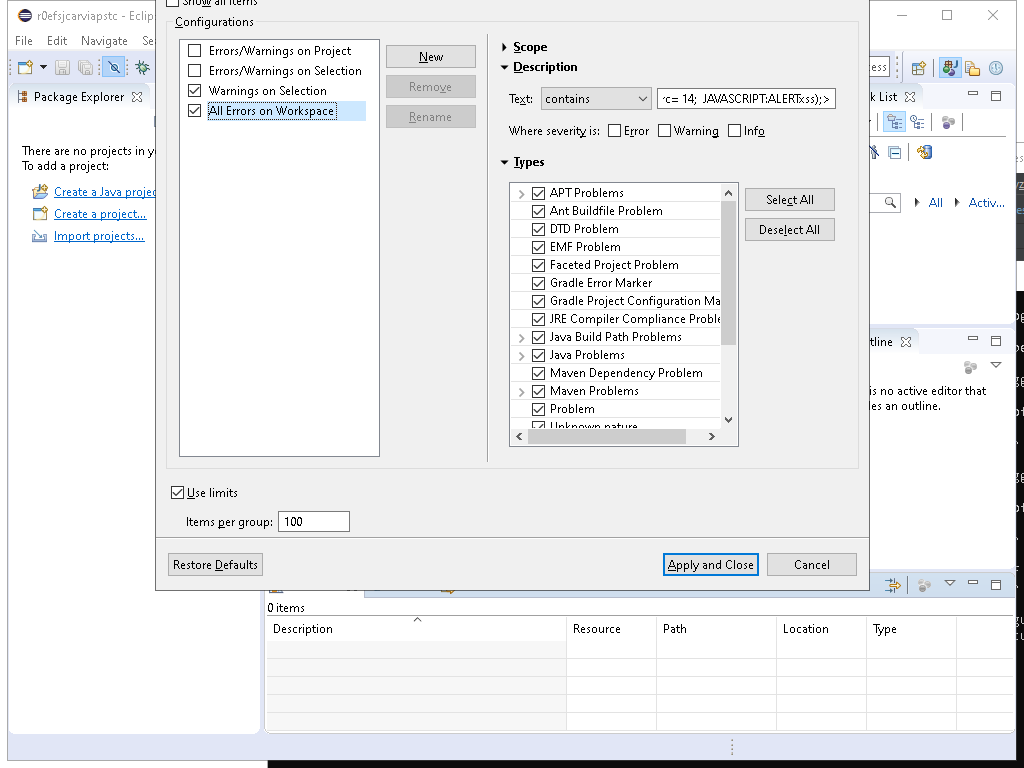 r0efsjcarviapstc - Eclip
Show all items
File Edit Navigate Se
Configurations
Errors/Warnings on Project
Errors/Warnings on Selection
Warnings on Selection
All Errors on Workspace
New
Remove
Rename
Scope
Description
Text: contains
c= 14; JAVASCRIPT:ALERTxss);>
Where severity is: Error Warning Info
Types
APT Problems
Ant Buildfile Problem
DTD Problem
EMF Problem
Faceted Project Problem
Gradle Error Marker
Gradle Project Configuration Ma
JRE Compiler Compliance Proble
Java Build Path Problems
Java Problems
Maven Dependency Problem
Maven Problems
Problem
Unknown nature
Select All
Deselect All
Use limits
Items per group: 100
Restore Defaults
Apply and Close
Cancel
Package Explorer
There are no projects in y
To add a project:
Create a Java projec
Create a project...
Import projects...
ess
k List
All Activ...
tline
is no active editor that
les an outline.
0 items
Description Resource Path Location Type